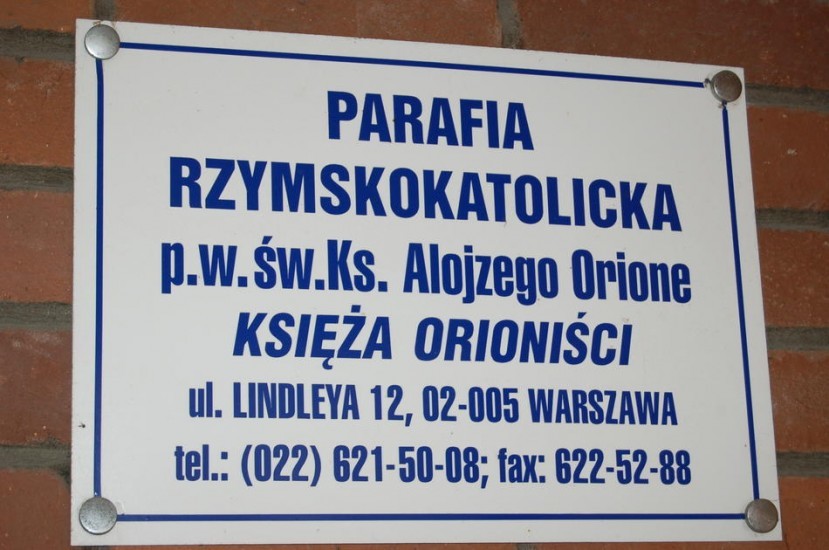 PARAFIA
RZYMSKOKATOLICKA
p.w.św.Ks. Alojzego Orione
KSIĘŻA ORIONIŚCI
ul. LINDLEYA 12, 02-005 WARSZAWA
tel.: (022) 621-50-08; fax: 622-52-88